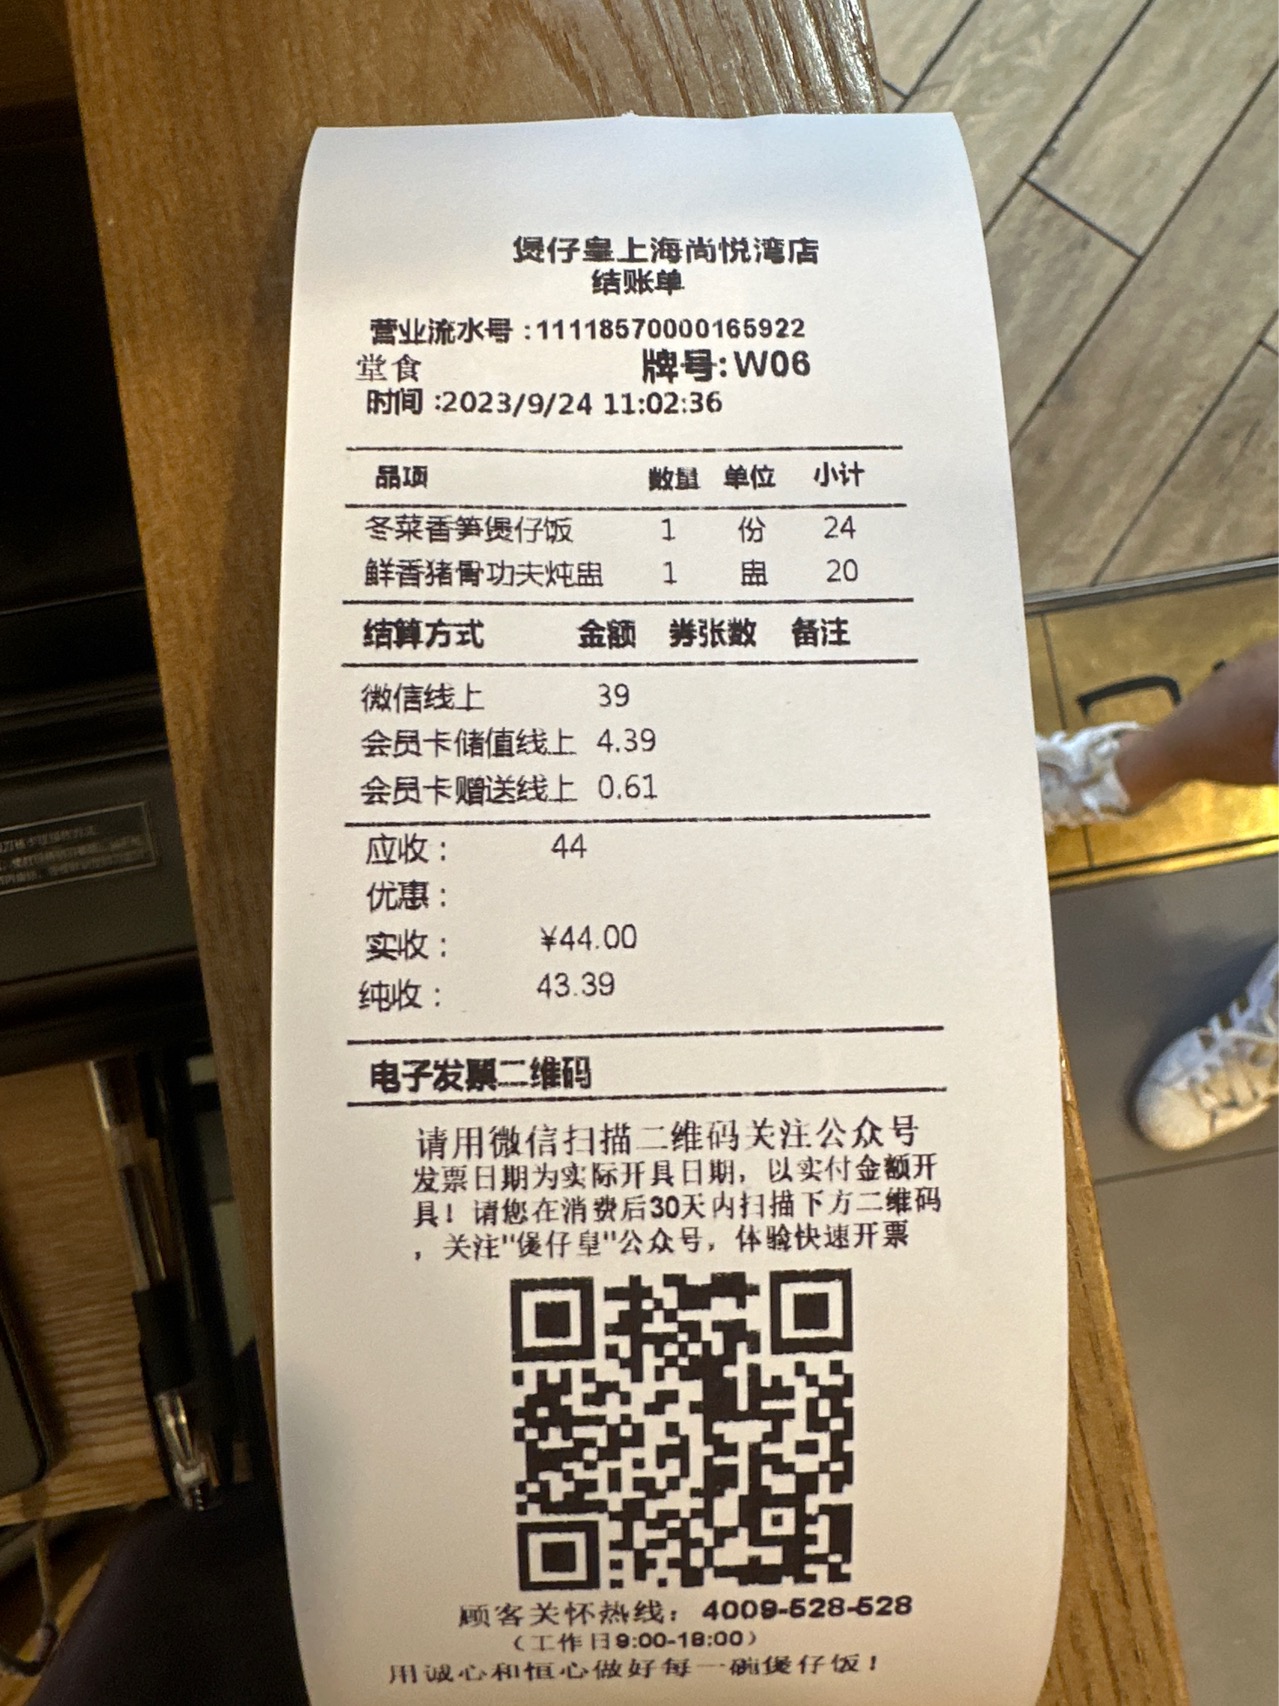 煲仔皇上海尚悦湾店
结账单
营业流水号:11118570000165922
堂食 牌号:W06
时间:2023/9/24 11:02:36
品项 数量 单位 小计
冬菜香笋煲仔饭 1 份 24
鲜香猪骨功夫炖盅 1 盅 20
结算方式 金额 券张数 备注
微信线上 39
会员卡储值线上 4.39
会员卡赠送线上 0.61
应收: 44
优惠:
实收: ¥44.00
纯收: 43.39
电子发票二维码
请用微信扫描二维码关注公众号
发票日期为实际开具日期，以实付金额开
具！请您在消费后30天内扫描下方二维码
，关注"煲仔皇"公众号，体验快速开票
顾客关怀热线：4009-528-528
（工作日9:00-18:00）
用诚心和恒心做好每一碗煲仔饭！